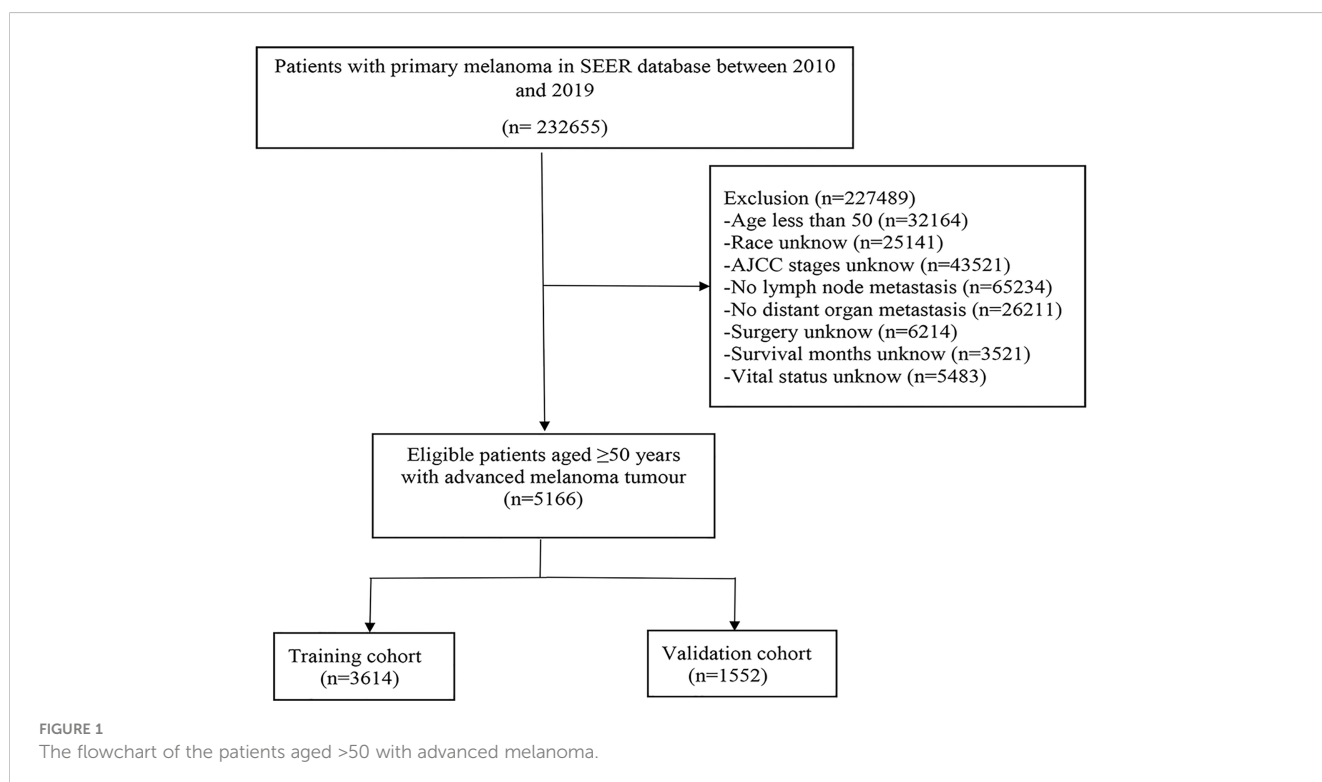 Patients with primary melanoma in SEER database between 2010
and 2019
(n= 232655)
Exclusion (n=227489)
-Age less than 50 (n=32164)
-Race unknow (n=25141)
-AJCC stages unknow (n=43521)
-No lymph node metastasis (n=65234)
-No distant organ metastasis (n=26211)
-Surgery unknow (n=6214)
-Survival months unknow (n=3521)
-Vital status unknow (n=5483)
Eligible patients aged ≥50 years
with advanced melanoma tumour
(n=5166)
Training cohort
(n=3614)
Validation cohort
(n=1552)
FIGURE 1
The flowchart of the patients aged >50 with advanced melanoma.